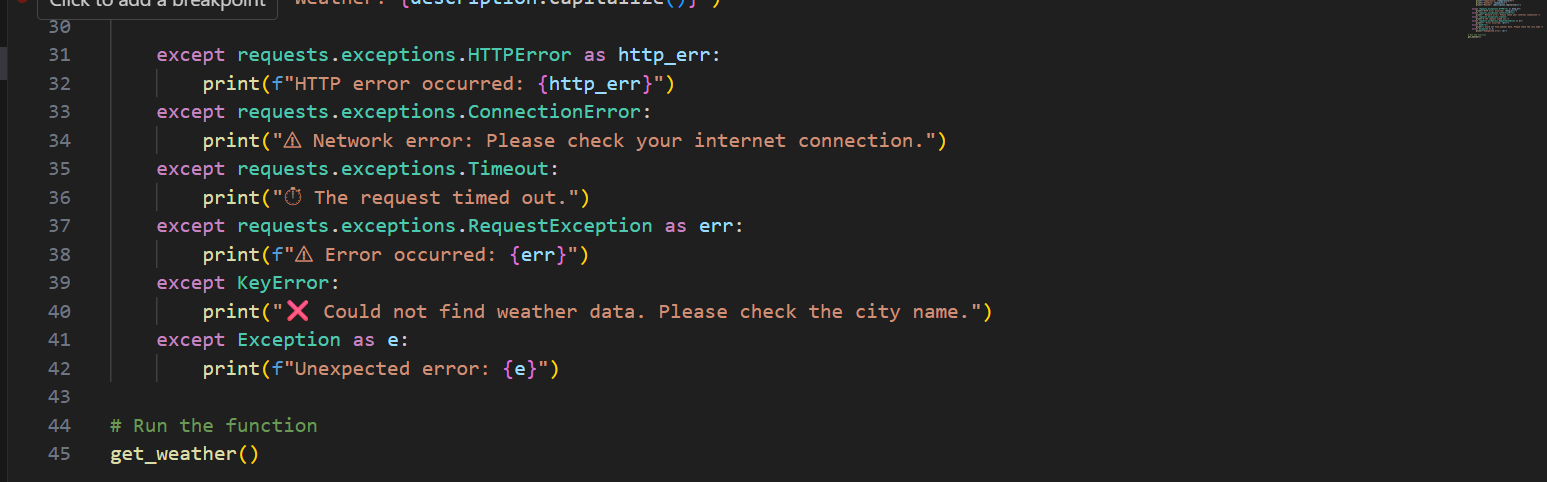 Click to add a breakpoint Weather: {description.capitalize()}")
30
31 except requests.exceptions.HTTPError as http_err:
32 print(f"HTTP error occurred: {http_err}")
33 except requests.exceptions.ConnectionError:
34 print("⚠ Network error: Please check your internet connection.")
35 except requests.exceptions.Timeout:
36 print("⏱ The request timed out.")
37 except requests.exceptions.RequestException as err:
38 print(f"⚠ Error occurred: {err}")
39 except KeyError:
40 print("❌ Could not find weather data. Please check the city name.")
41 except Exception as e:
42 print(f"Unexpected error: {e}")
43
44 # Run the function
45 get_weather()